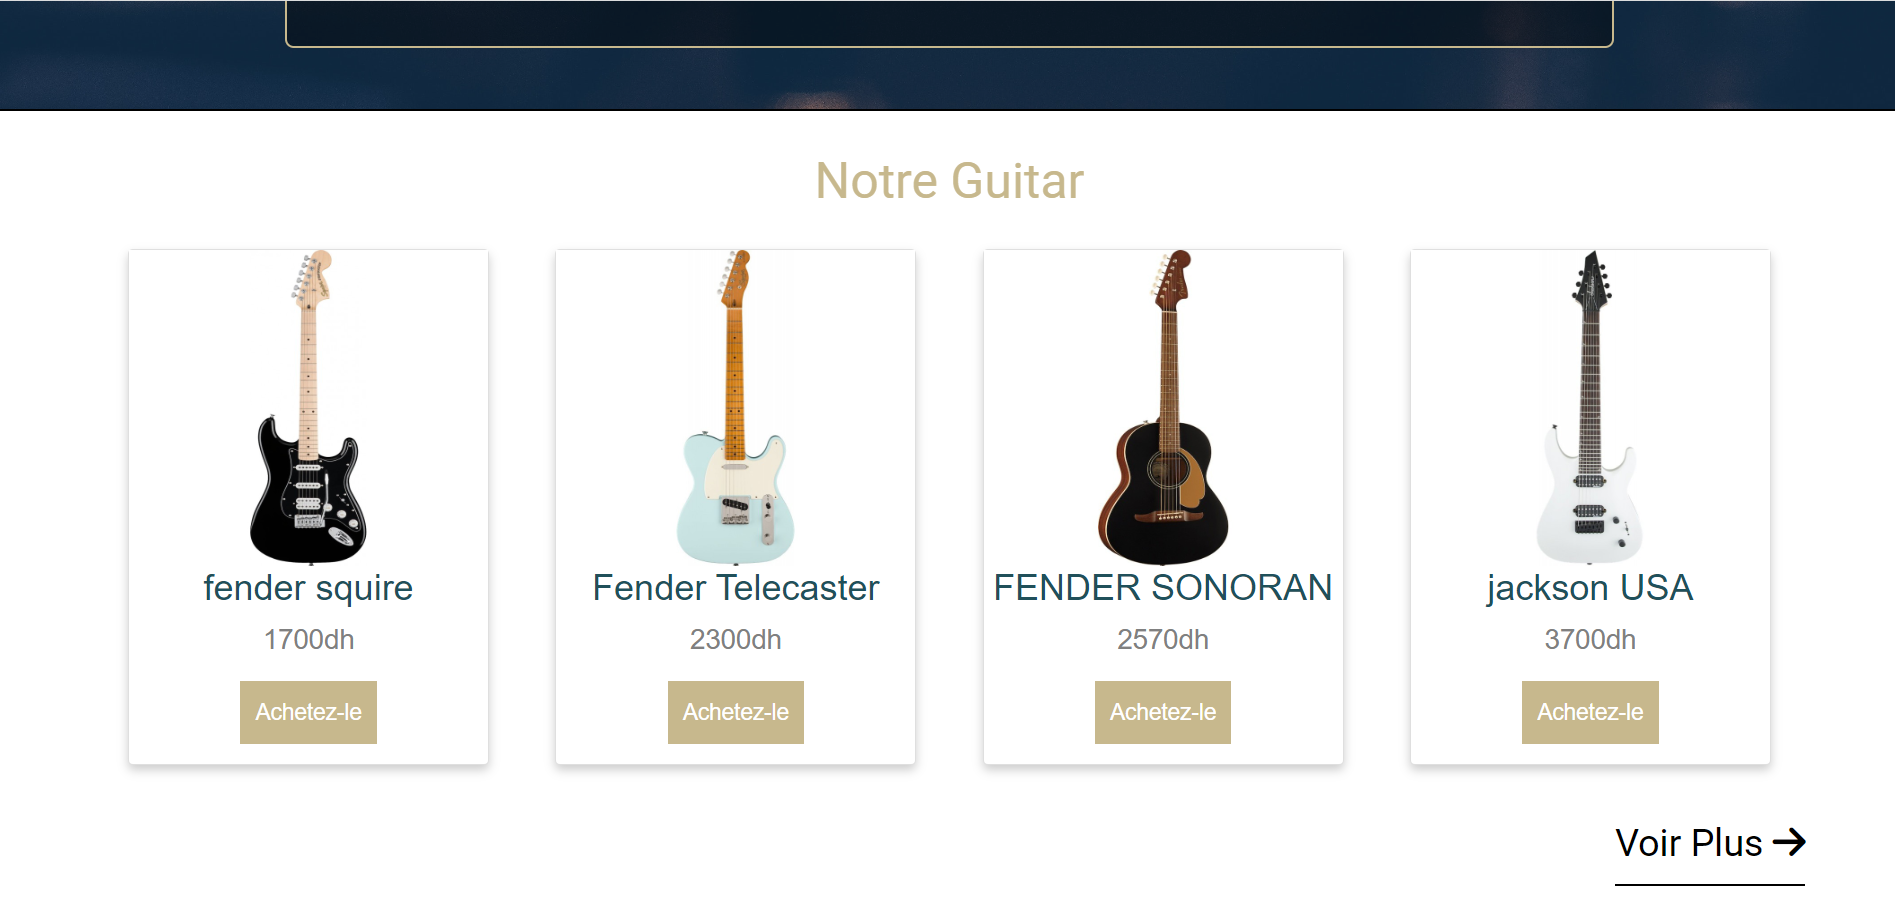 Notre Guitar
fender squire
1700dh
Achetez-le
Fender Telecaster
2300dh
Achetez-le
FENDER SONORAN
2570dh
Achetez-le
jackson USA
3700dh
Achetez-le
Voir Plus →